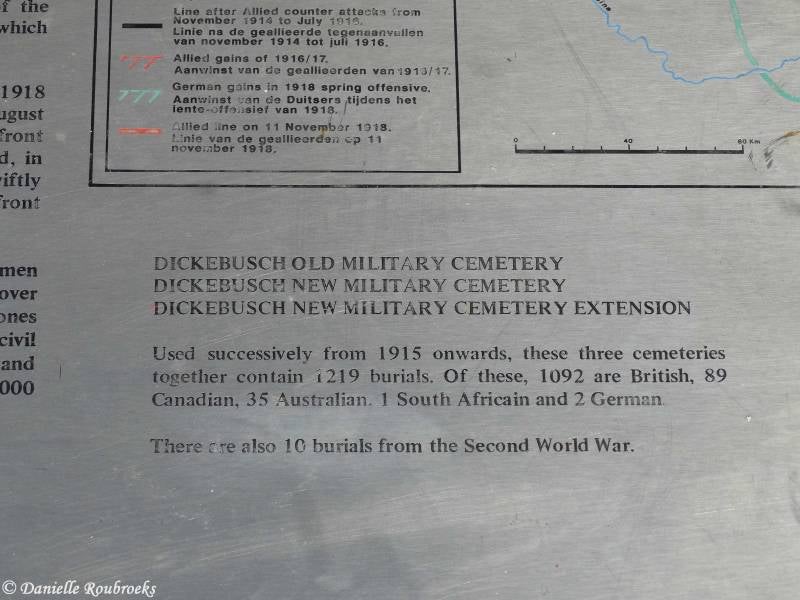 of the
which
1918
ugust
front
d, in
iftly
front
men
over
ones
civil
and
000
Line after Allied counter attacks from
November 1914 to July 1916.
Linie na de geallieerde tegenaanvallen
van november 1914 tot juli 1916.
Allied gains of 1916/17.
Aanwinst van de geallieerden van 1916/17.
German gains in 1918 spring offensive.
Aanwinst van de Duitsers tijdens het
lente-offensief van 1918.
Allied line on 11 November 1918.
Linie van de geallieerden op 11
november 1918.
0 40 80 Km
DICKEBUSCH OLD MILITARY CEMETERY
DICKEBUSCH NEW MILITARY CEMETERY
DICKEBUSCH NEW MILITARY CEMETERY EXTENSION
Used successively from 1915 onwards, these three cemeteries
together contain 1219 burials. Of these, 1092 are British, 89
Canadian, 35 Australian. 1 South Africain and 2 German
There are also 10 burials from the Second World War.
© Danielle Roubroeks